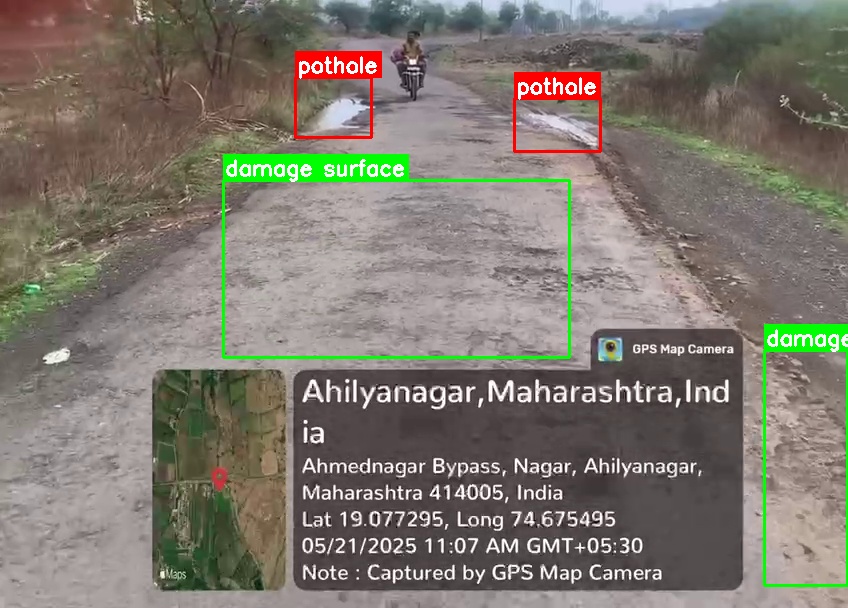 pothole
pothole
damage surface
damage
GPS Map Camera
Ahilyanagar,Maharashtra,Ind
ia
Ahmednagar Bypass, Nagar, Ahilyanagar,
Maharashtra 414005, India
Lat 19.077295, Long 74.675495
05/21/2025 11:07 AM GMT+05:30
Note : Captured by GPS Map Camera
Maps